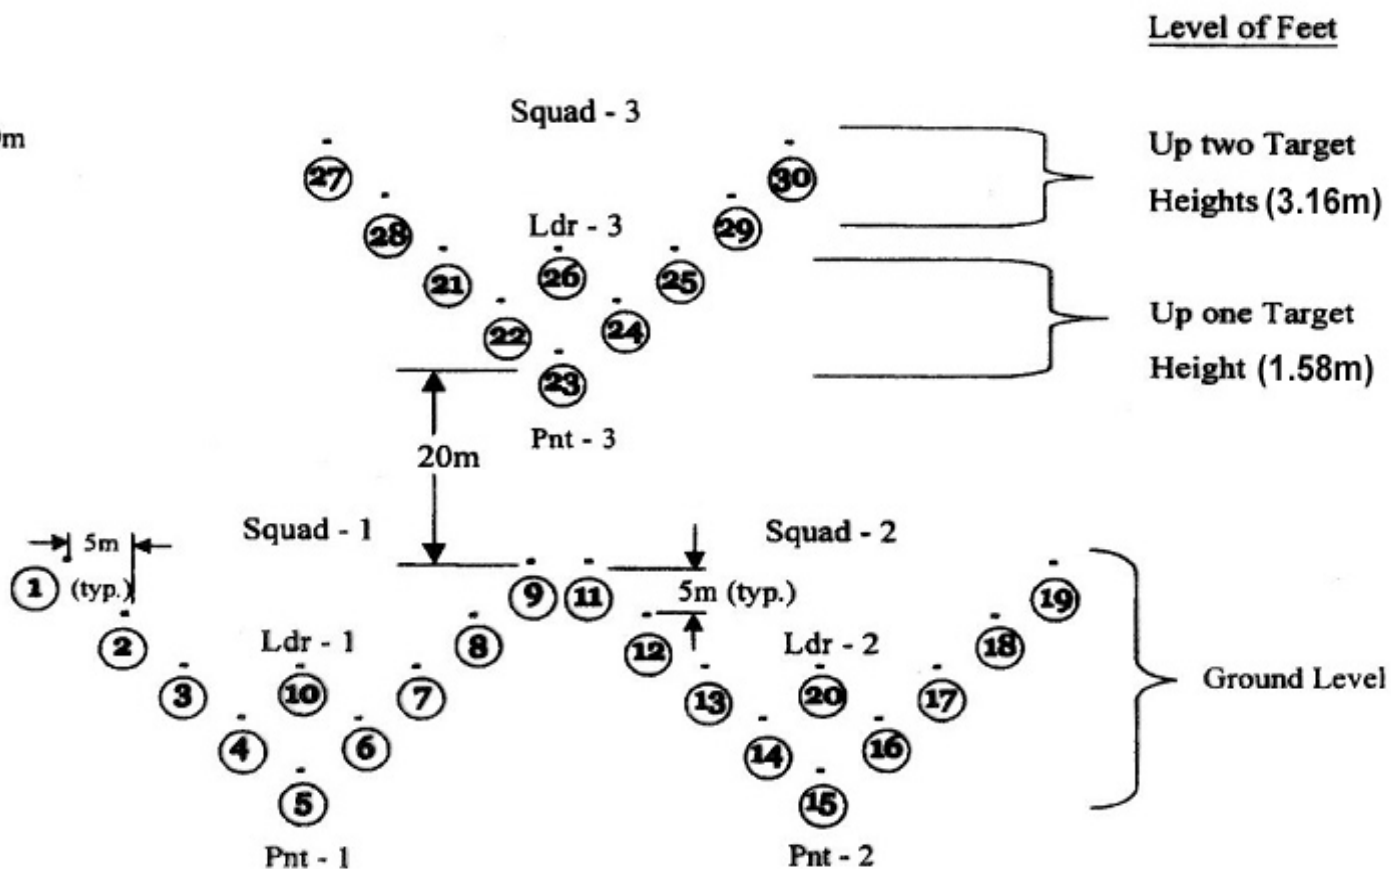 Level of Feet
Squad - 3
m
Up two Target
Heights (3.16m)
27
30
28
Ldr - 3
29
21
26
25
Up one Target
Height (1.58m)
22
24
23
Pnt - 3
20m
Squad - 1
Squad - 2
5m
(typ.)
1
9
11
5m (typ.)
19
2
8
12
18
Ldr - 1
Ldr - 2
3
10
7
13
20
17
Ground Level
4
6
14
16
5
15
Pnt - 1
Pnt - 2